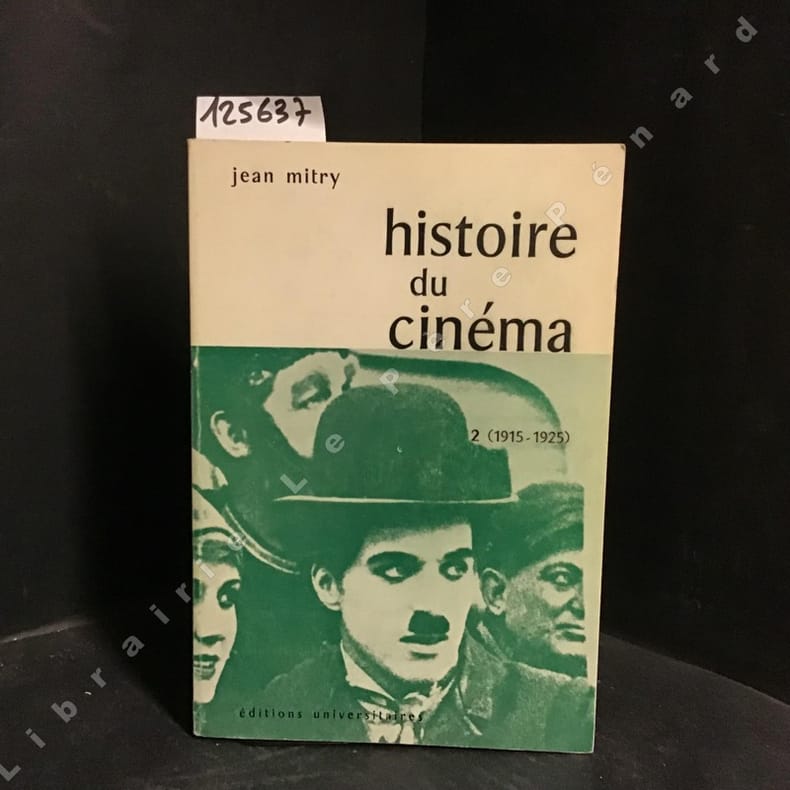 125637
jean mitry
histoire
du
cinéma
2 (1915-1925)
éditions universitaires
Librairie Le Père Pénard